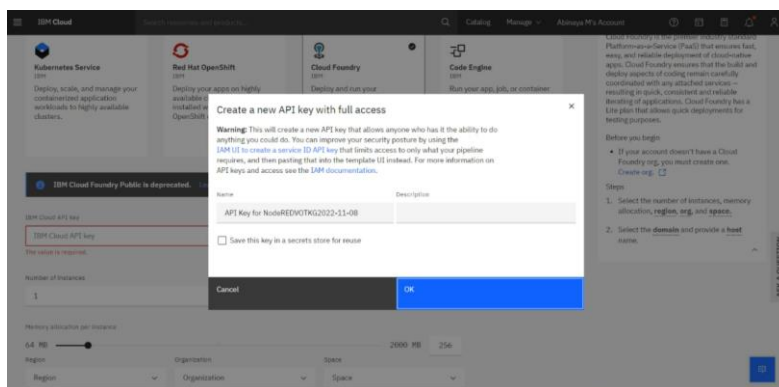 IBM Cloud
Search resources and products...
Catalog
Manage
Abinaya M's Account
Kubernetes Service
IBM
Deploy, scale, and manage your
containerized application
workloads to highly available
clusters.
Red Hat OpenShift
IBM
Deploy your apps on highly
available
installed
OpenShift
Cloud Foundry
IBM
Deploy and run your
Code Engine
IBM
Run your app, job, or container
Cloud Foundry is the premier industry standard
Platform-as-a-Service (PaaS) that ensures fast,
easy, and reliable deployment of cloud-native
apps. Cloud Foundry ensures that the build and
deploy aspects of coding remain carefully
coordinated with any attached services –
resulting in quick, consistent and reliable
iterating of applications. Cloud Foundry has a
Lite plan that allows quick deployments for
testing purposes.
Before you begin
• If your account doesn't have a Cloud
Foundry org, you must create one.
Create org.
Steps
1. Select the number of instances, memory
allocation, region, org, and space.
2. Select the domain and provide a host
name.
Create a new API key with full access
Warning: This will create a new API key that allows anyone who has it the ability to do
anything you could do. You can improve your security posture by using the
IAM UI to create a service ID API key that limits access to only what your pipeline
requires, and then pasting that into the template UI instead. For more information on
API keys and access see the IAM documentation.
Name
Description
API Key for NodeREDVOTKG2022-11-08
Save this key in a secrets store for reuse
Cancel
OK
IBM Cloud Foundry Public is deprecated.
IBM Cloud API key
IBM Cloud API key
The value is required.
Number of instances
1
Memory allocation per instance
64 MB
2000 MB
256
Region
Organization
Space
Region
Organization
Space